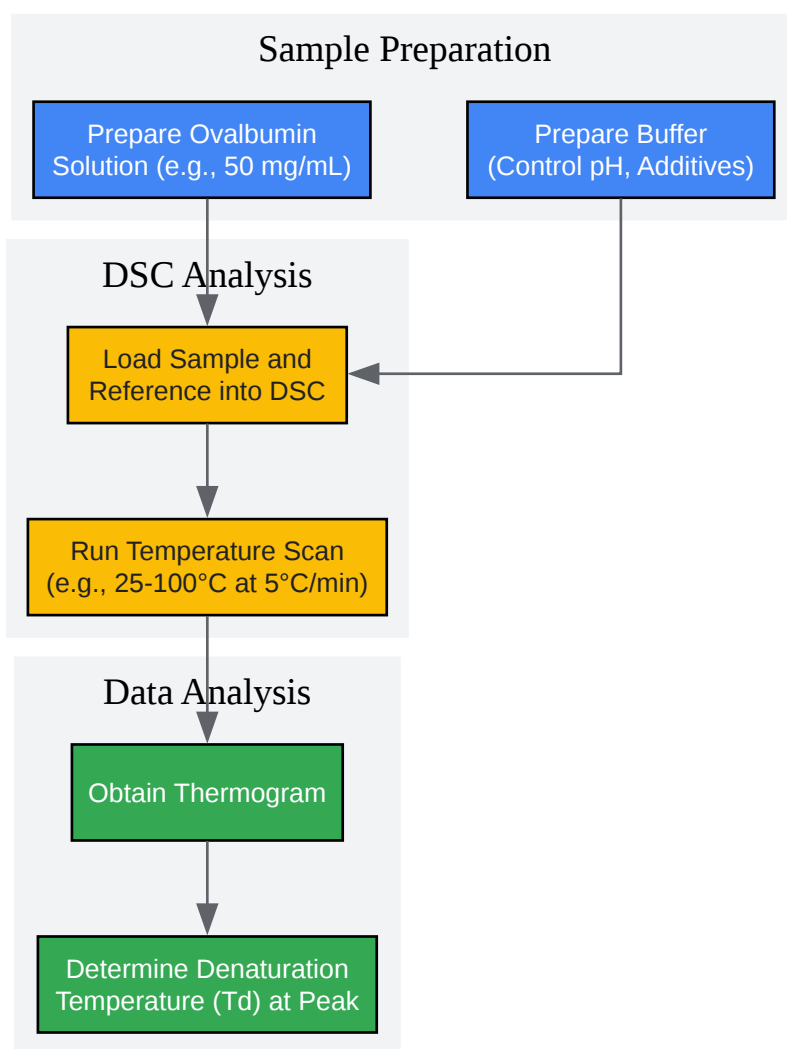 Sample Preparation
Prepare Ovalbumin
Solution (e.g., 50 mg/mL)
Prepare Buffer
(Control pH, Additives)
DSC Analysis
Load Sample and
Reference into DSC
Run Temperature Scan
(e.g., 25-100°C at 5°C/min)
Data Analysis
Obtain Thermogram
Determine Denaturation
Temperature (Td) at Peak